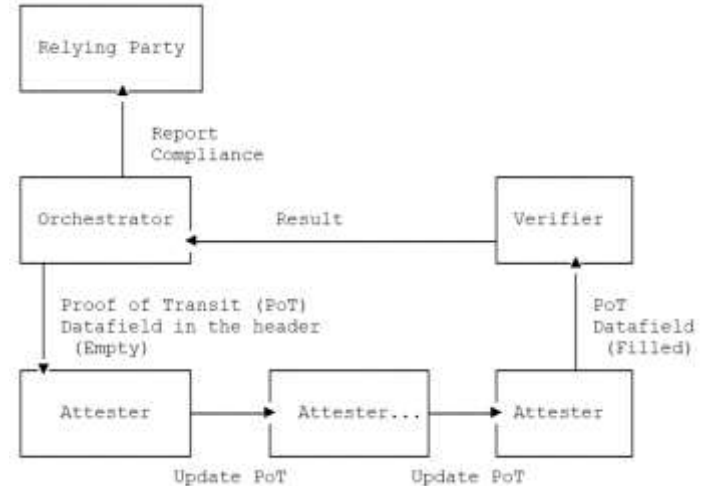 Relying Party
Report
Compliance
Orchestrator
Result
Verifier
Proof of Transit (PoT)
Datafield in the header
(Empty)
PoT
Datafield
(Filled)
Attester
Attester...
Attester
Update PoT
Update PoT